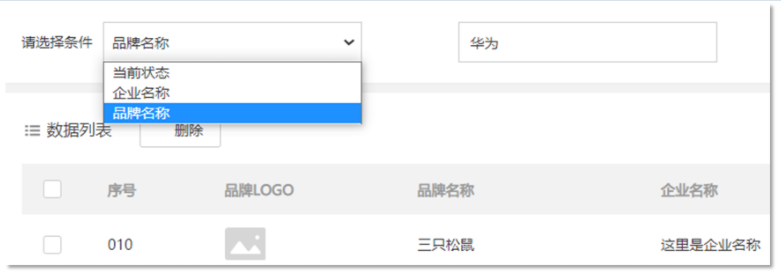 请选择条件 品牌名称 华为
当前状态
企业名称
品牌名称
数据列表 删除
序号 品牌LOGO 品牌名称 企业名称
010 三只松鼠 这里是企业名称